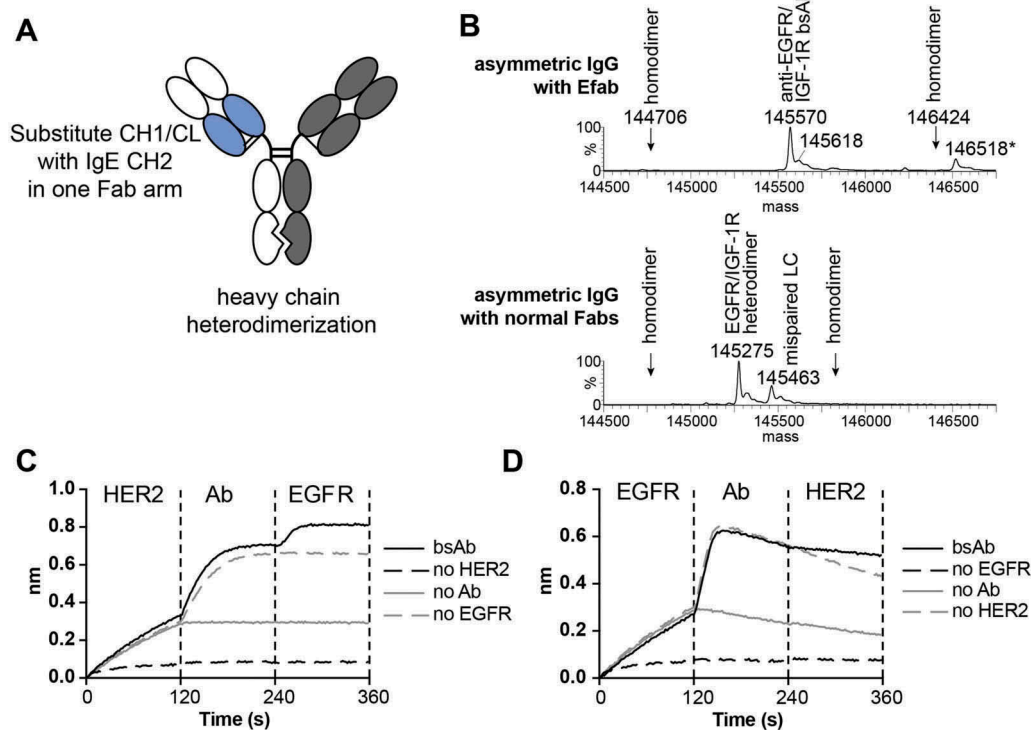 A
Substitute CH1/CL
with IgE CH2
in one Fab arm
heavy chain
heterodimerization
B
asymmetric IgG
with Efab
homodimer
144706
anti-EGFR/
IGF-1R bsAb
145570
145618
homodimer
146424
146518*
100
%
0
144500
145000
145500
146000
146500
mass
asymmetric IgG
with normal Fabs
homodimer
EGFR/IGF-1R
heterodimer
145275
mispaired LC
145463
homodimer
100
%
0
144500
145000
145500
146000
146500
mass
C
HER2
Ab
EGFR
1.0
0.8
0.6
0.4
0.2
0.0
nm
0
120
240
360
Time (s)
bsAb
no HER2
no Ab
no EGFR
D
EGFR
Ab
HER2
0.8
0.6
0.4
0.2
0.0
nm
0
120
240
360
Time (s)
bsAb
no EGFR
no Ab
no HER2